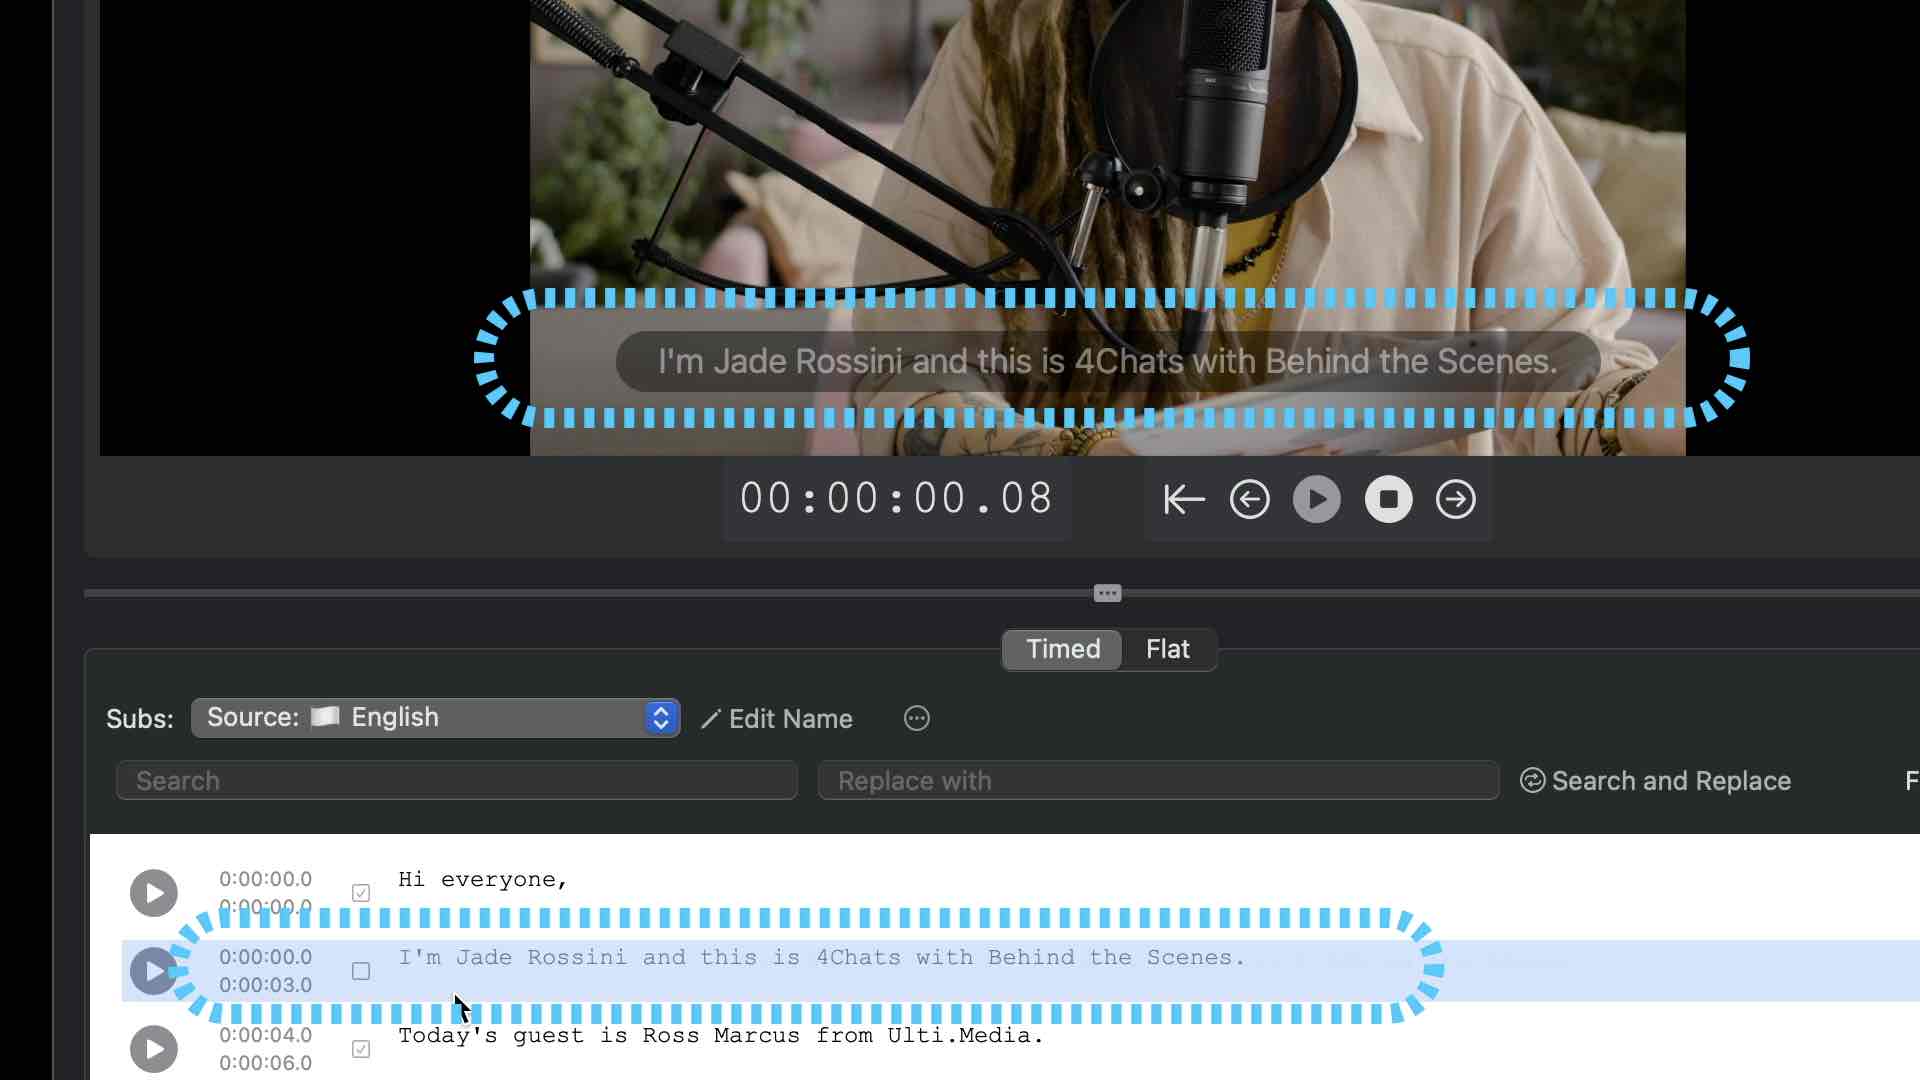 I'm Jade Rossini and this is 4Chats with Behind the Scenes.
00:00:00.08
Timed Flat
Subs: Source: English Edit Name
Search Replace with Search and Replace F
0:00:00.0 Hi everyone,
0:00:00.0
0:00:00.0 I'm Jade Rossini and this is 4Chats with Behind the Scenes.
0:00:03.0
0:00:04.0 Today's guest is Ross Marcus from Ulti.Media.
0:00:06.0